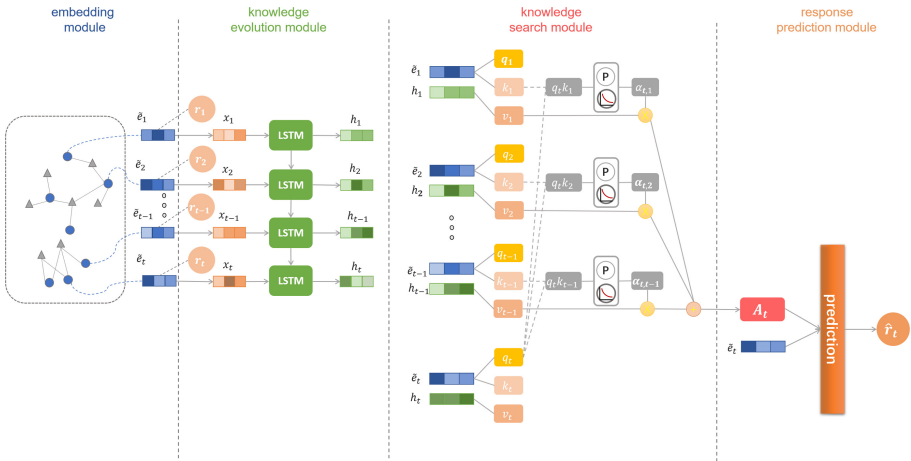 embedding
module
knowledge
evolution module
knowledge
search module
response
prediction module
ẽ₁
r₁
x₁
LSTM
h₁
ẽ₂
r₂
x₂
LSTM
h₂
ẽₜ₋₁
rₜ₋₁
xₜ₋₁
LSTM
hₜ₋₁
ẽₜ
rₜ
xₜ
LSTM
hₜ
ẽ₁
h₁
q₁
k₁
v₁
qₜk₁
P
αₜ,₁
ẽ₂
h₂
q₂
k₂
v₂
qₜk₂
P
αₜ,₂
ẽₜ₋₁
hₜ₋₁
qₜ₋₁
kₜ₋₁
vₜ₋₁
qₜkₜ₋₁
P
αₜ,ₜ₋₁
ẽₜ
hₜ
qₜ
kₜ
vₜ
Aₜ
ẽₜ
prediction
r̂ₜ